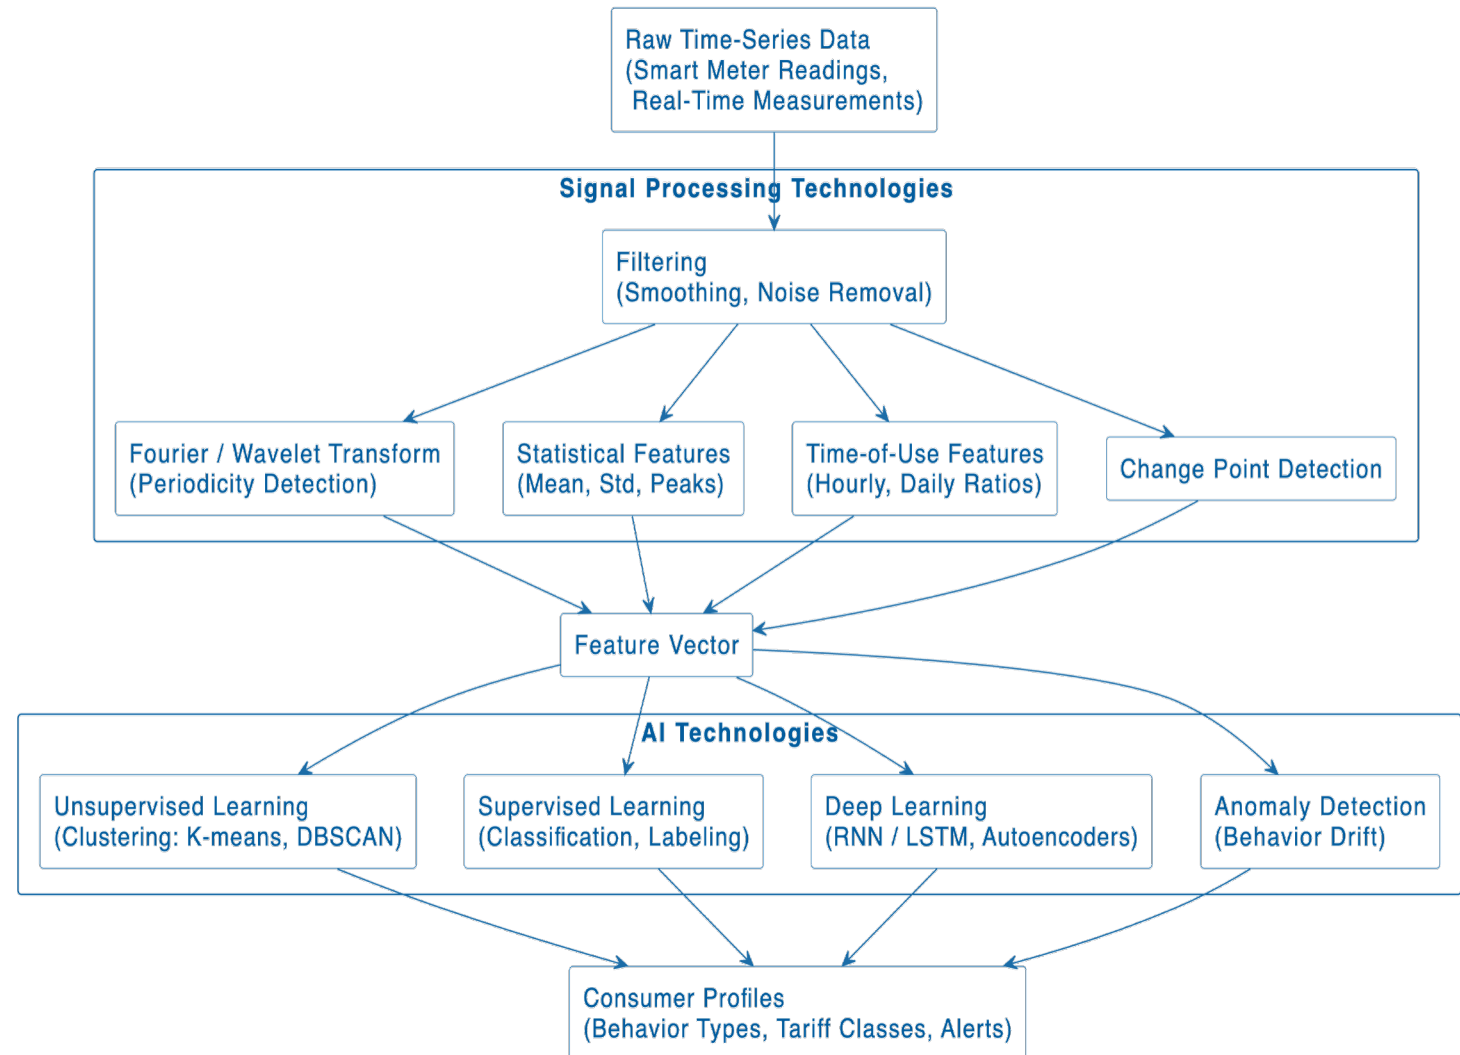 Raw Time-Series Data
(Smart Meter Readings,
Real-Time Measurements)
Signal Processing Technologies
Filtering
(Smoothing, Noise Removal)
Fourier / Wavelet Transform
(Periodicity Detection)
Statistical Features
(Mean, Std, Peaks)
Time-of-Use Features
(Hourly, Daily Ratios)
Change Point Detection
Feature Vector
AI Technologies
Unsupervised Learning
(Clustering: K-means, DBSCAN)
Supervised Learning
(Classification, Labeling)
Deep Learning
(RNN / LSTM, Autoencoders)
Anomaly Detection
(Behavior Drift)
Consumer Profiles
(Behavior Types, Tariff Classes, Alerts)